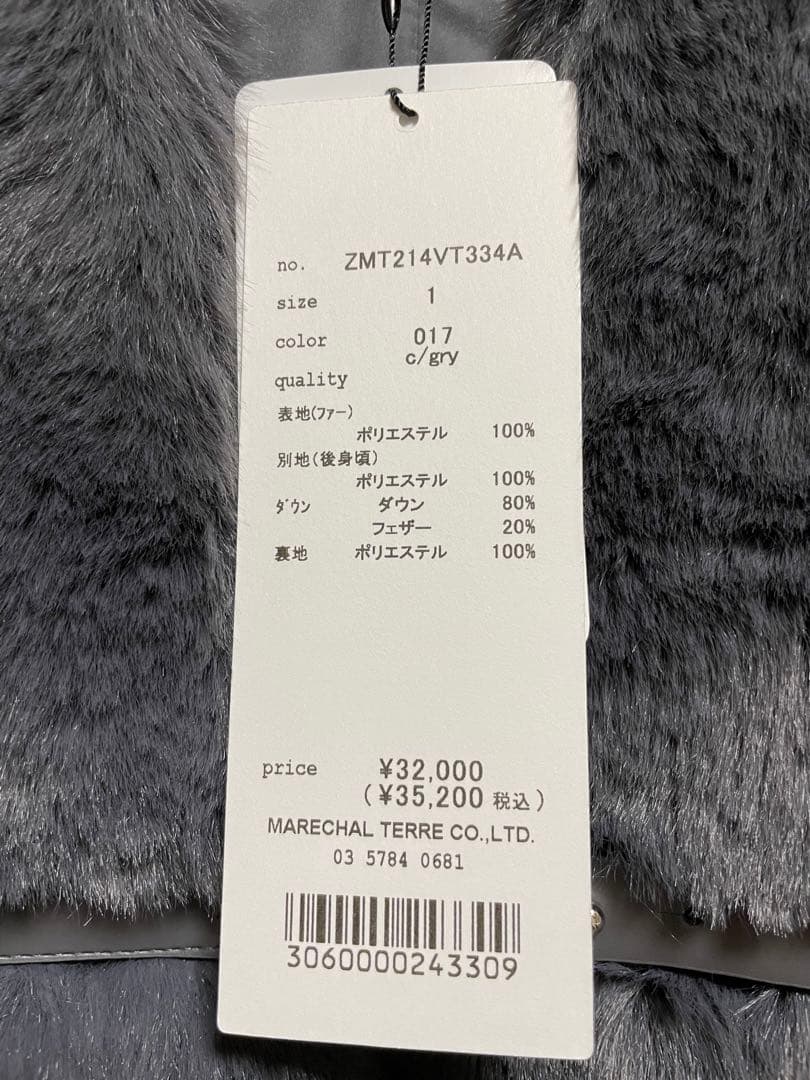 no. ZMT214VT334A
size 1
color 017
c/gry
quality
表地(ファー)
ポリエステル 100%
別地(後身頃)
ポリエステル 100%
ダウン ダウン 80%
フェザー 20%
裏地 ポリエステル 100%
price ¥32,000
(¥35,200 税込)
MARECHAL TERRE CO.,LTD.
03 5784 0681
3060000243309